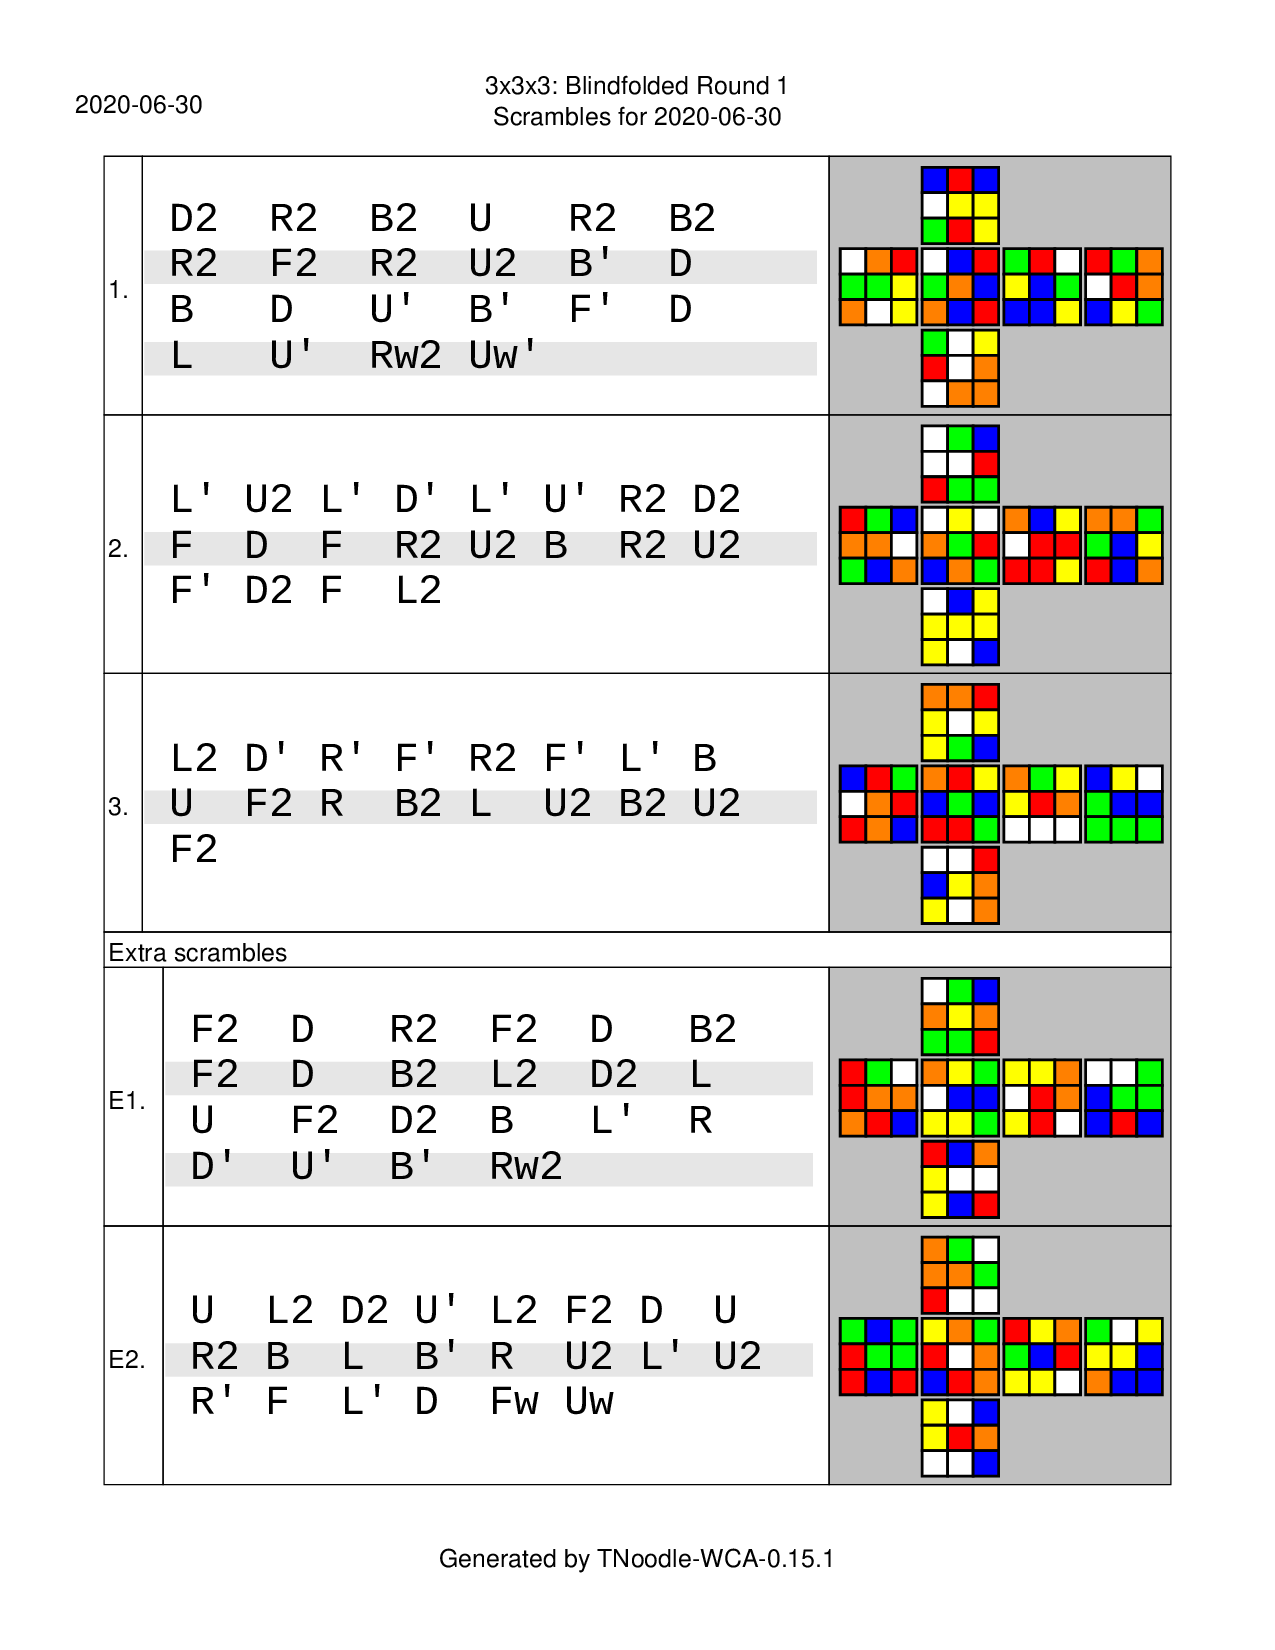 2020-06-30
3x3x3: Blindfolded Round 1
Scrambles for 2020-06-30
1.
D2 R2 B2 U R2 B2
R2 F2 R2 U2 B' D
B D U' B' F' D
L U' Rw2 Uw'
2.
L' U2 L' D' L' U' R2 D2
F D F R2 U2 B R2 U2
F' D2 F L2
3.
L2 D' R' F' R2 F' L' B
U F2 R B2 L U2 B2 U2
F2
Extra scrambles
E1.
F2 D R2 F2 D B2
F2 D B2 L2 D2 L
U F2 D2 B L' R
D' U' B' Rw2
E2.
U L2 D2 U' L2 F2 D U
R2 B L B' R U2 L' U2
R' F L' D Fw Uw
Generated by TNoodle-WCA-0.15.1